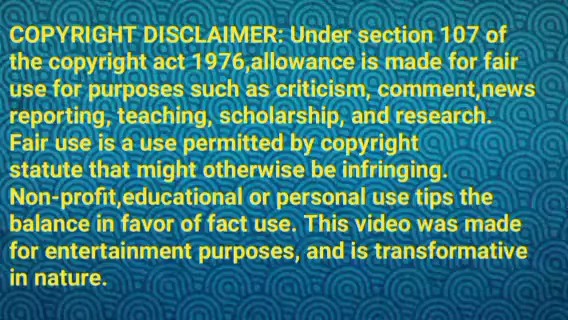 COPYRIGHT DISCLAIMER: Under section 107 of
the copyright act 1976,allowance is made for fair
use for purposes such as criticism, comment,news
reporting, teaching, scholarship, and research.
Fair use is a use permitted by copyright
statute that might otherwise be infringing.
Non-profit,educational or personal use tips the
balance in favor of fact use. This video was made
for entertainment purposes, and is transformative
in nature.